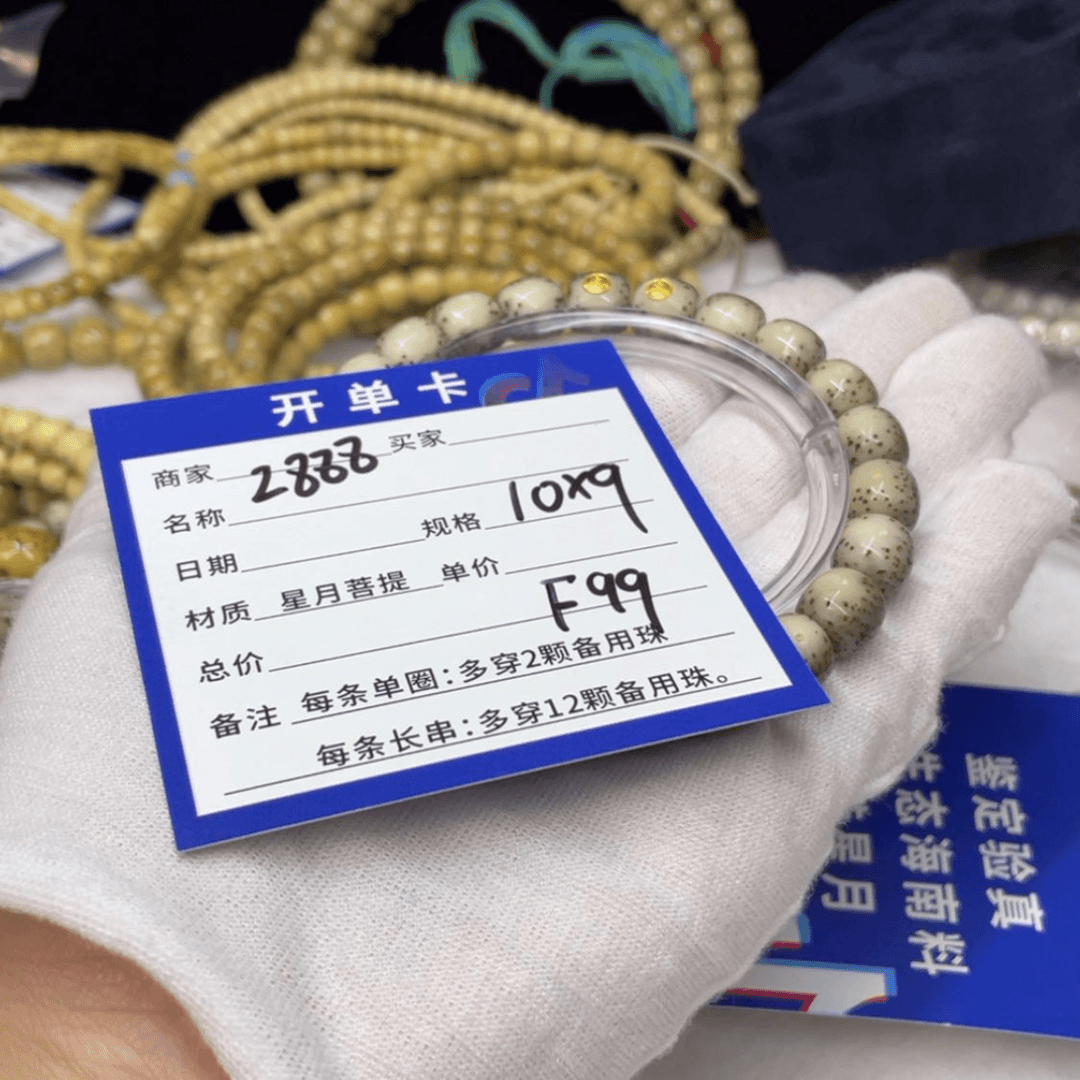 开单卡
商家 2888 买家
名称 规格 10x9
日期
材质 星月菩提 单价
总价 F99
备注 每条单圈:多穿2颗备用珠
每条长串:多穿12颗备用珠。
鉴定验真
态海南料
星月